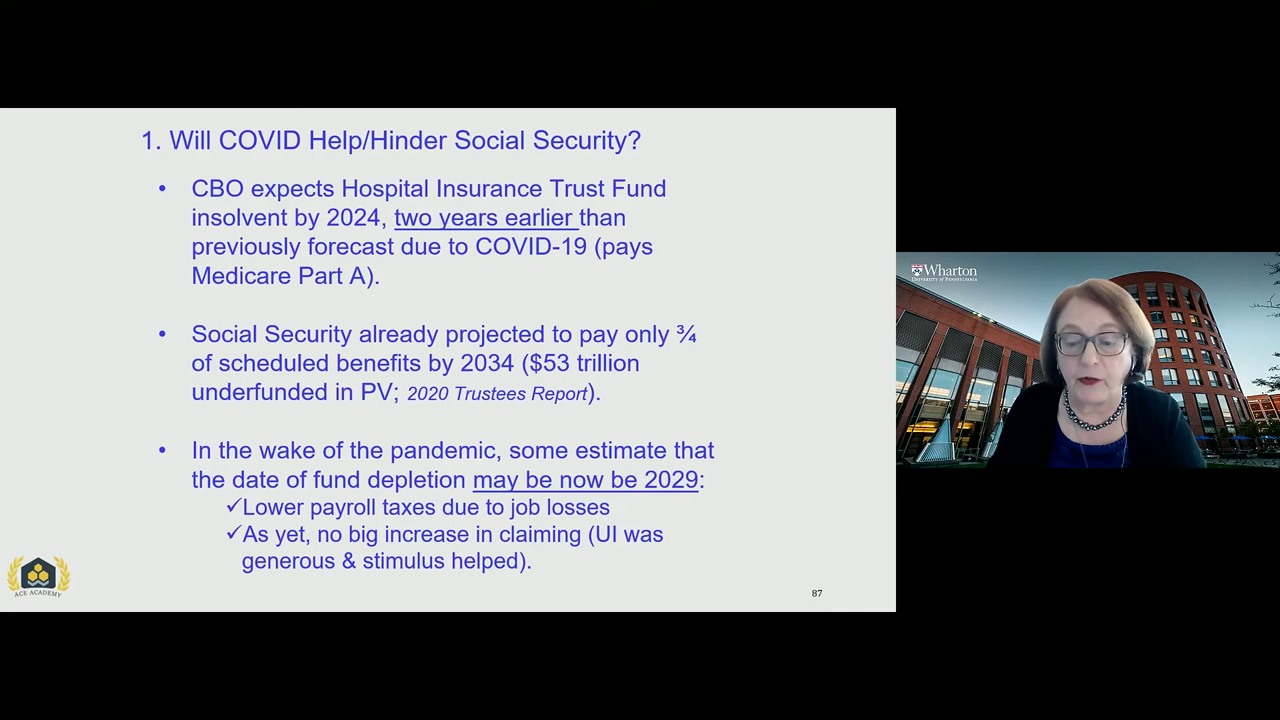 1. Will COVID Help/Hinder Social Security?
• CBO expects Hospital Insurance Trust Fund
insolvent by 2024, two years earlier than
previously forecast due to COVID-19 (pays
Medicare Part A).
• Social Security already projected to pay only ¾
of scheduled benefits by 2034 ($53 trillion
underfunded in PV; 2020 Trustees Report).
• In the wake of the pandemic, some estimate that
the date of fund depletion may be now be 2029:
✓Lower payroll taxes due to job losses
✓As yet, no big increase in claiming (UI was
generous & stimulus helped).
ACE ACADEMY
87
Wharton
UNIVERSITY of PENNSYLVANIA